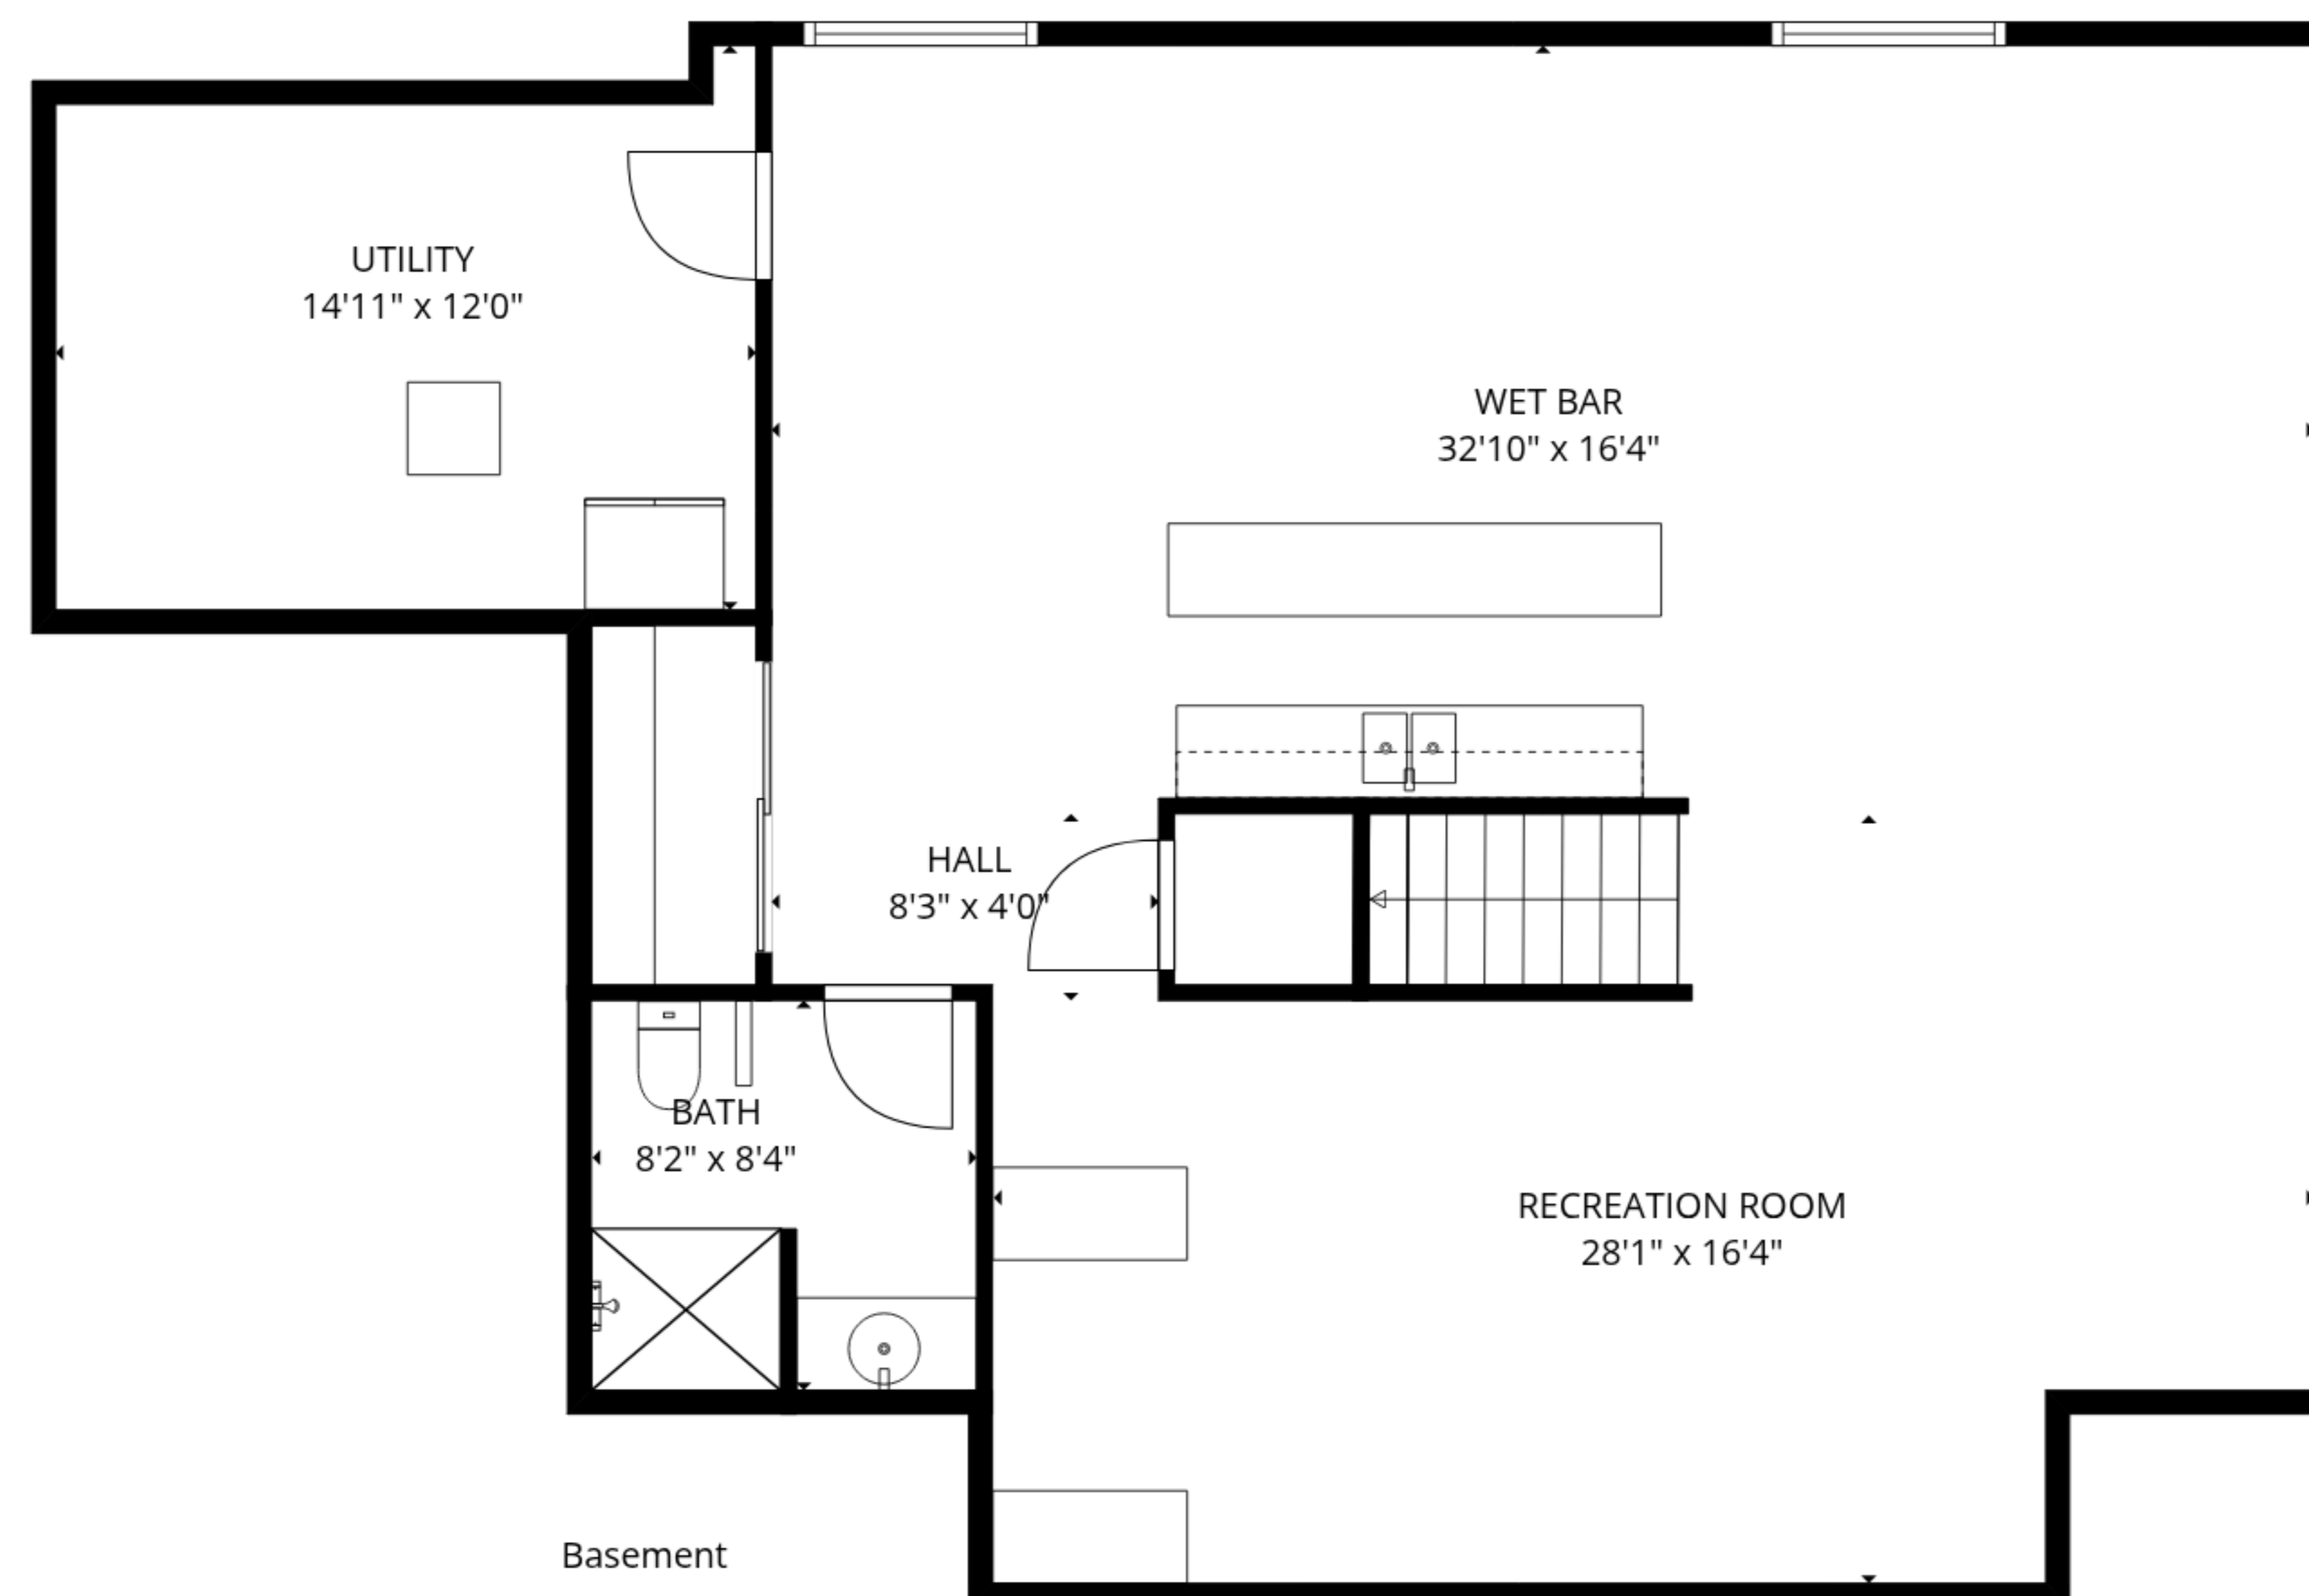 UTILITY
14'11" x 12'0"
WET BAR
32'10" x 16'4"
HALL
8'3" x 4'0"
BATH
8'2" x 8'4"
RECREATION ROOM
28'1" x 16'4"
Basement